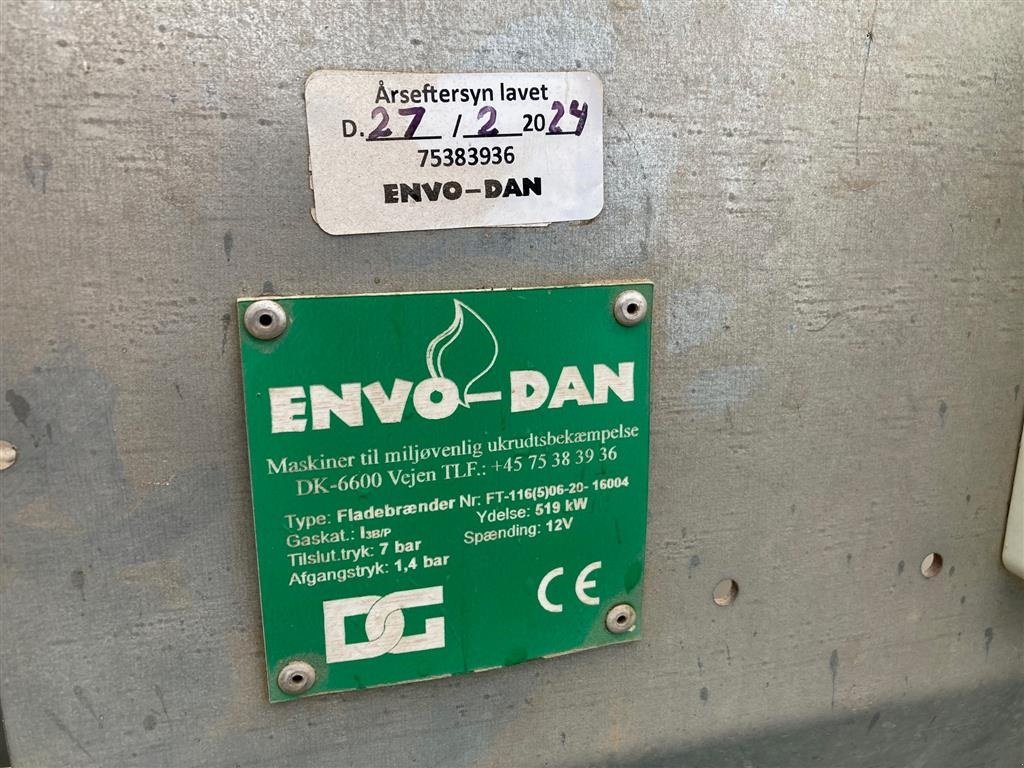 Årseftersyn lavet
D. 27 / 2 2024
75383936
ENVO-DAN
ENVO-DAN
Maskiner til miljøvenlig ukrudtsbekæmpelse
DK-6600 Vejen TLF.: +45 75 38 39 36
Type: Fladebrænder Nr: FT-116(5)06-20- 16004
Gaskat.: I3B/P Ydelse: 519 kW
Tilslut.tryk: 7 bar Spænding: 12V
Afgangstryk: 1,4 bar
DG CE